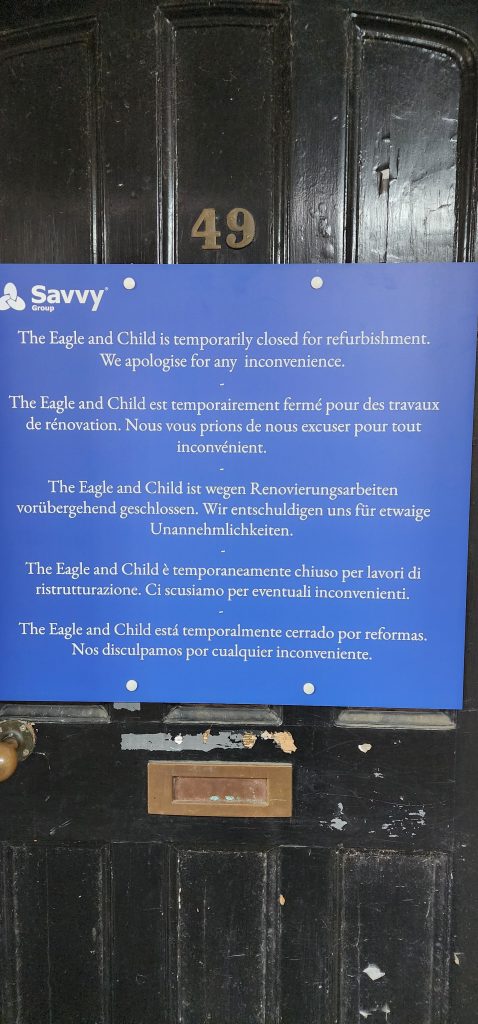 49
Savvy®
Group
The Eagle and Child is temporarily closed for refurbishment.
We apologise for any inconvenience.
-
The Eagle and Child est temporairement fermé pour des travaux
de rénovation. Nous vous prions de nous excuser pour tout
inconvénient.
-
The Eagle and Child ist wegen Renovierungsarbeiten
vorübergehend geschlossen. Wir entschuldigen uns für etwaige
Unannehmlichkeiten.
-
The Eagle and Child è temporaneamente chiuso per lavori di
ristrutturazione. Ci scusiamo per eventuali inconvenienti.
-
The Eagle and Child está temporalmente cerrado por reformas.
Nos disculpamos por cualquier inconveniente.